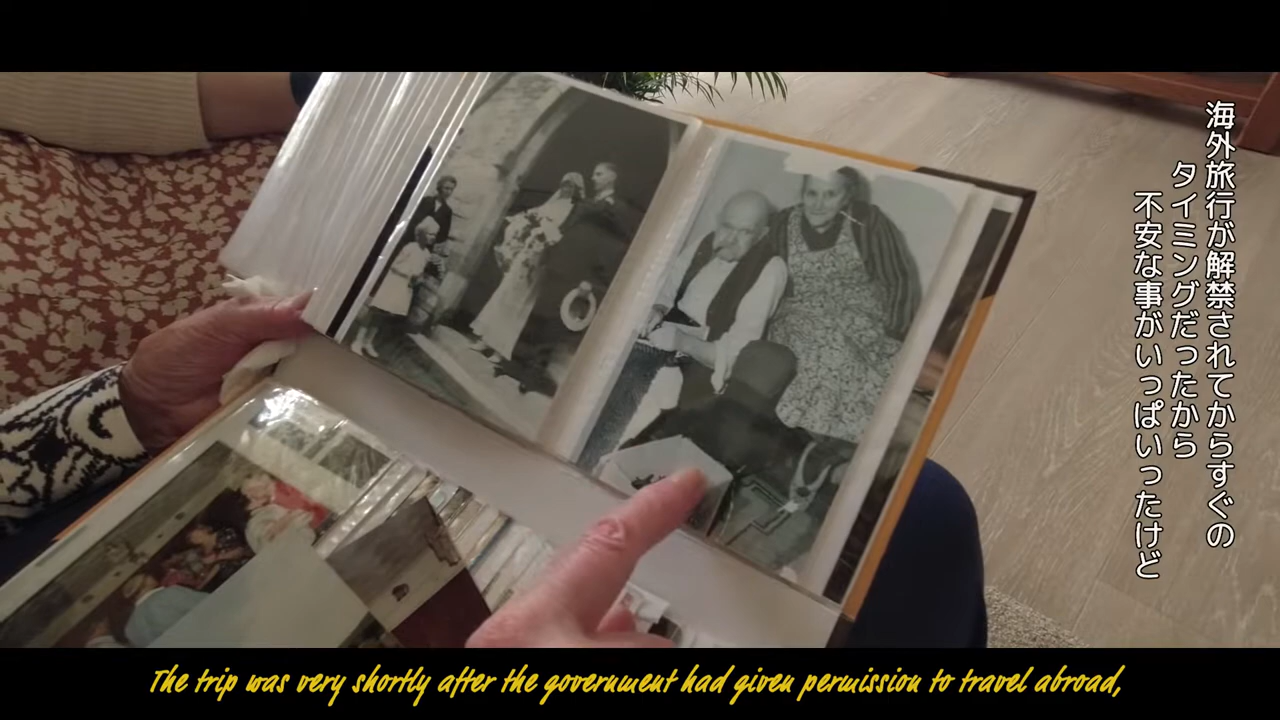 海外旅行が解禁されてからすぐの
タイミングだったから
不安な事がいっぱいいったけど
The trip was very shortly after the government had given permission to travel abroad,